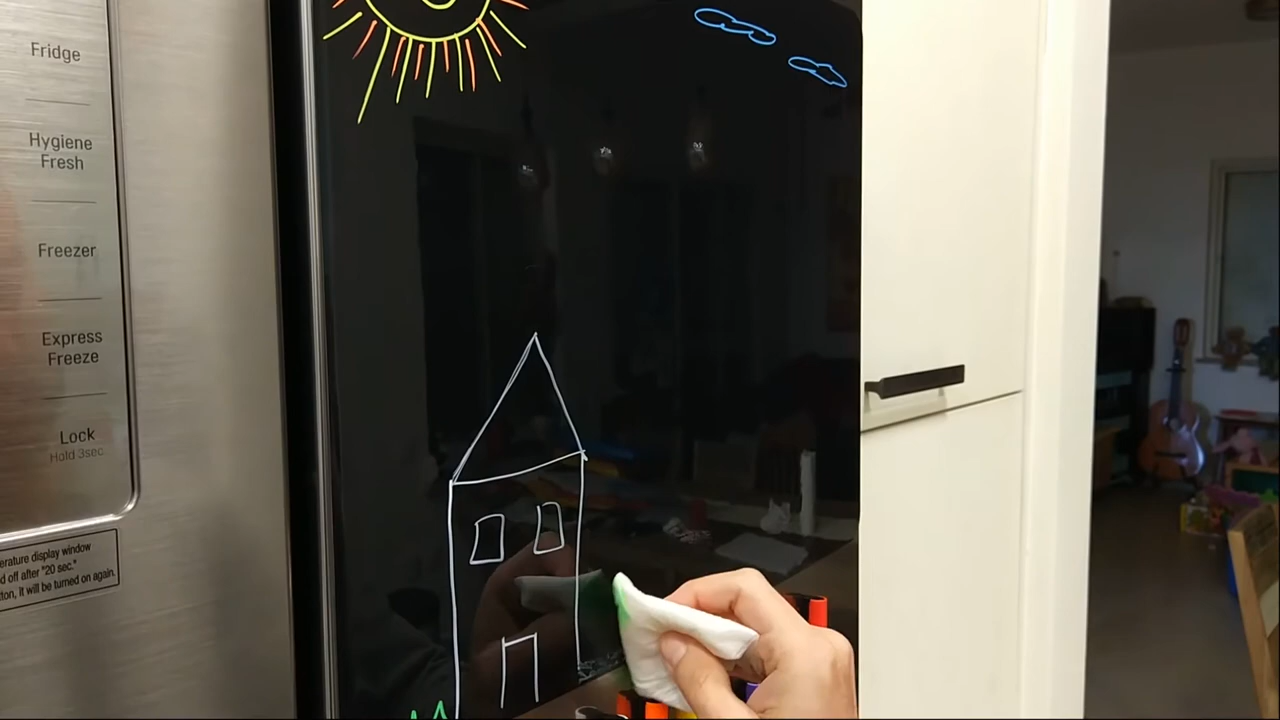 Fridge
Hygiene
Fresh
Freezer
Express
Freeze
Lock
Hold 3sec.
erature display window
d off after "20 sec."
ton, it will be turned on again.